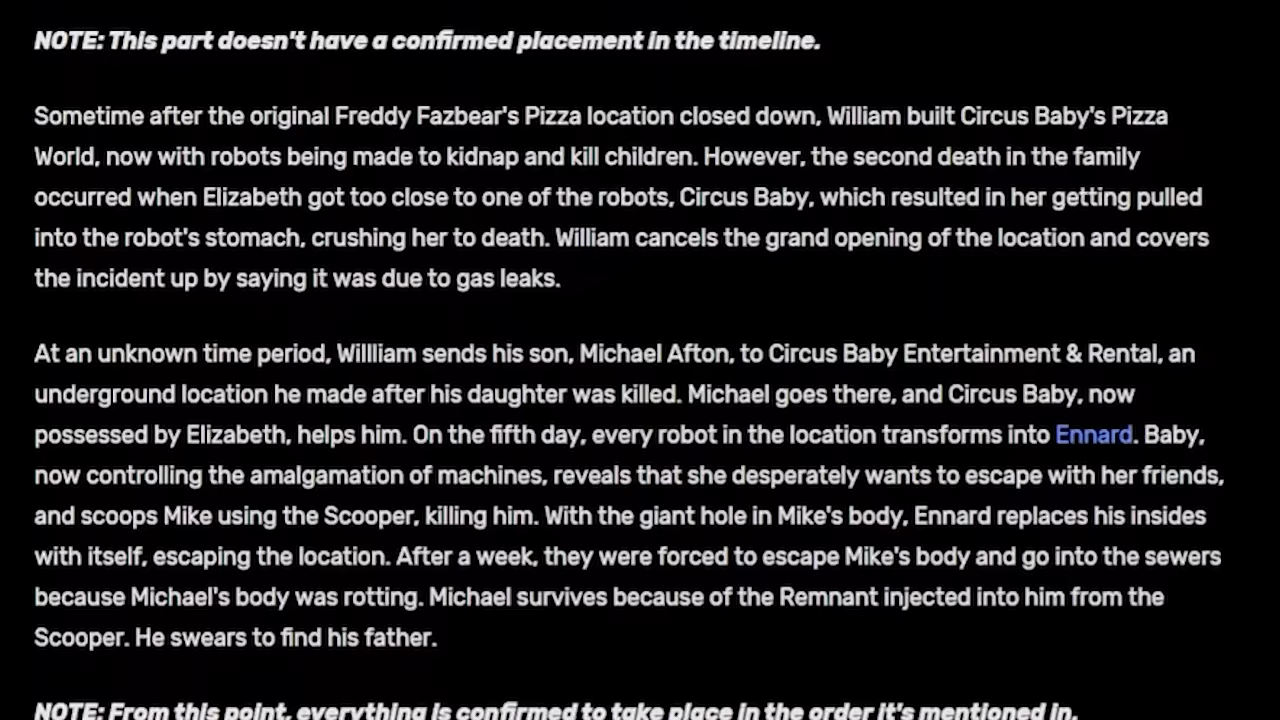 NOTE: This part doesn't have a confirmed placement in the timeline.
Sometime after the original Freddy Fazbear's Pizza location closed down, William built Circus Baby's Pizza
World, now with robots being made to kidnap and kill children. However, the second death in the family
occurred when Elizabeth got too close to one of the robots, Circus Baby, which resulted in her getting pulled
into the robot's stomach, crushing her to death. William cancels the grand opening of the location and covers
the incident up by saying it was due to gas leaks.
At an unknown time period, Willliam sends his son, Michael Afton, to Circus Baby Entertainment & Rental, an
underground location he made after his daughter was killed. Michael goes there, and Circus Baby, now
possessed by Elizabeth, helps him. On the fifth day, every robot in the location transforms into Ennard. Baby,
now controlling the amalgamation of machines, reveals that she desperately wants to escape with her friends,
and scoops Mike using the Scooper, killing him. With the giant hole in Mike's body, Ennard replaces his insides
with itself, escaping the location. After a week, they were forced to escape Mike's body and go into the sewers
because Michael's body was rotting. Michael survives because of the Remnant injected into him from the
Scooper. He swears to find his father.
NOTE: From this point, everything is confirmed to take place in the order it's mentioned in.